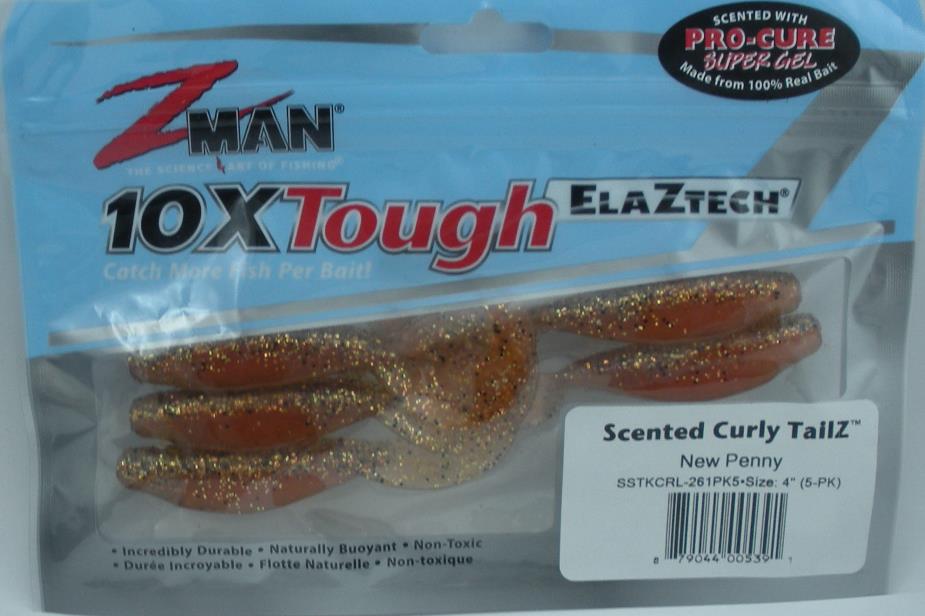 SCENTED WITH
PRO-CURE
SUPER GEL
Made from 100% Real Bait
ZMAN®
THE SCIENCE & ART OF FISHING®
10X Tough ELAZTECH®
Catch More Fish Per Bait!
Scented Curly TailZ™
New Penny
SSTKCRL-261PK5•Size: 4" (5-PK)
8 79044 00539 1
• Incredibly Durable • Naturally Buoyant • Non-Toxic
• Durée Incroyable • Flotte Naturelle • Non-toxique